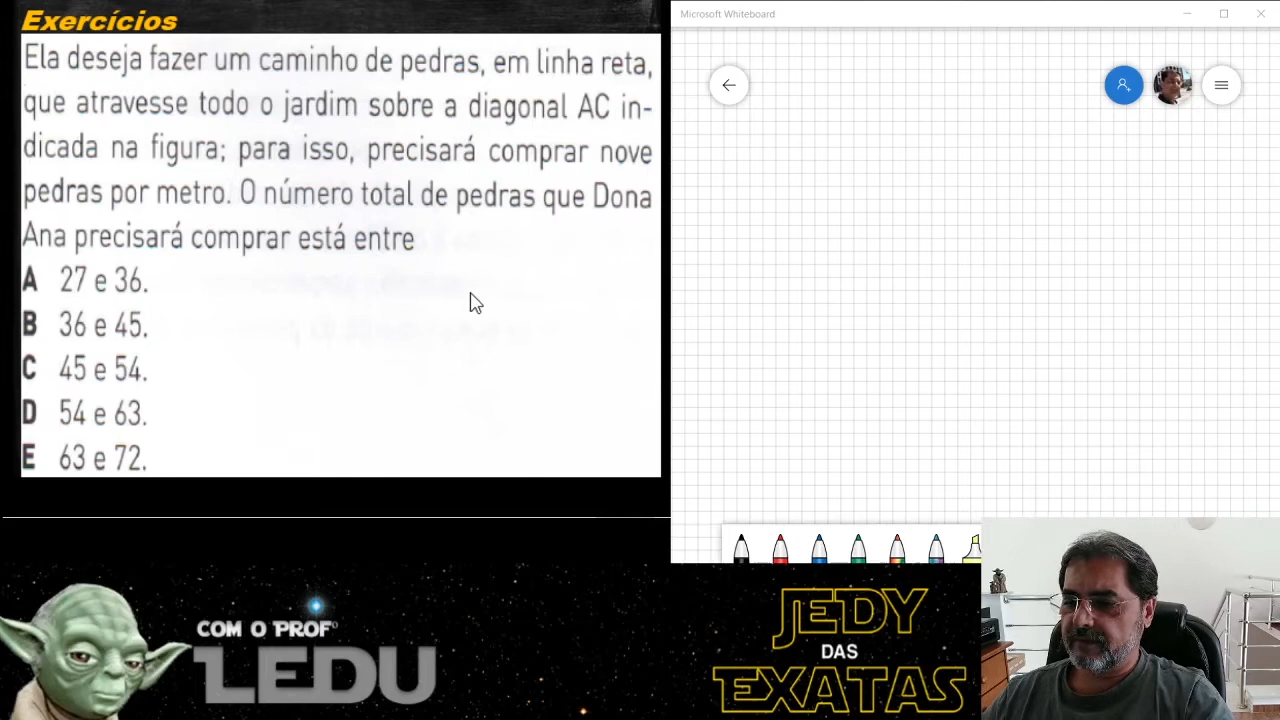 Exercícios
Microsoft Whiteboard
Ela deseja fazer um caminho de pedras, em linha reta,
que atravesse todo o jardim sobre a diagonal AC in-
dicada na figura; para isso, precisará comprar nove
pedras por metro. O número total de pedras que Dona
Ana precisará comprar está entre
A 27 e 36.
B 36 e 45.
C 45 e 54.
D 54 e 63.
E 63 e 72.
COM O PROFº
LEDU
JEDY
DAS
EXATAS